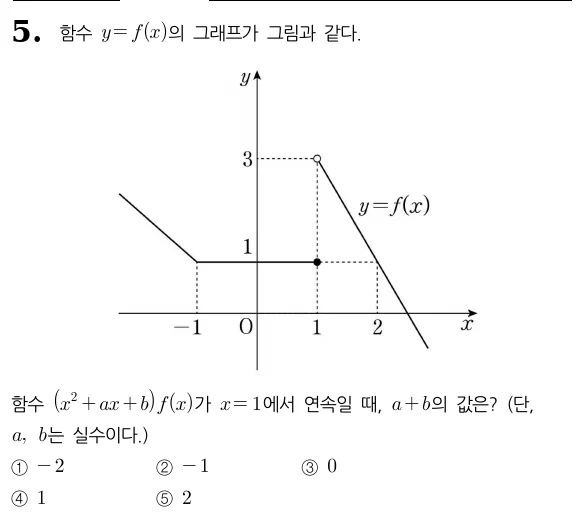 5. 함수 y=f(x)의 그래프가 그림과 같다.
y
3
y=f(x)
1
−1 O 1 2 x
함수 (x²+ax+b)f(x)가 x=1에서 연속일 때, a+b의 값은? (단,
a, b는 실수이다.)
① −2 ② −1 ③ 0
④ 1 ⑤ 2